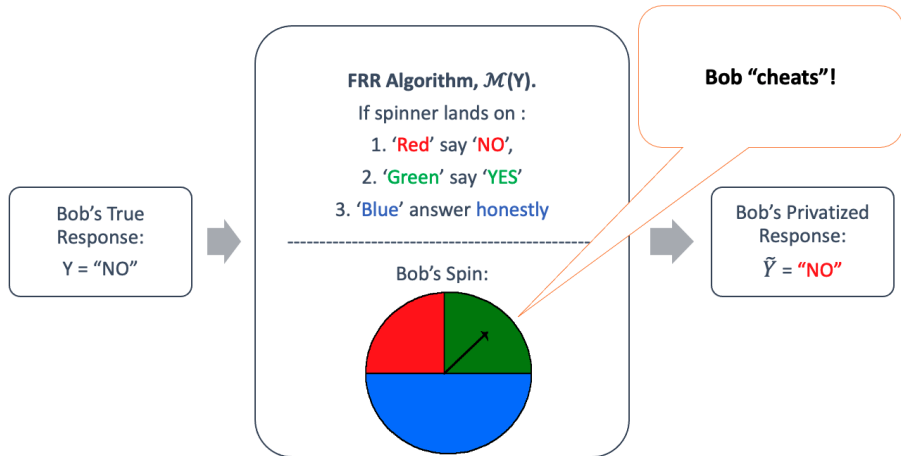 Bob "cheats"!
FRR Algorithm, ℳ(Y).
If spinner lands on :
1. 'Red' say 'NO',
2. 'Green' say 'YES'
3. 'Blue' answer honestly
Bob's True
Response:
Y = "NO"
Bob's Spin:
Bob's Privatized
Response:
Ỹ = "NO"